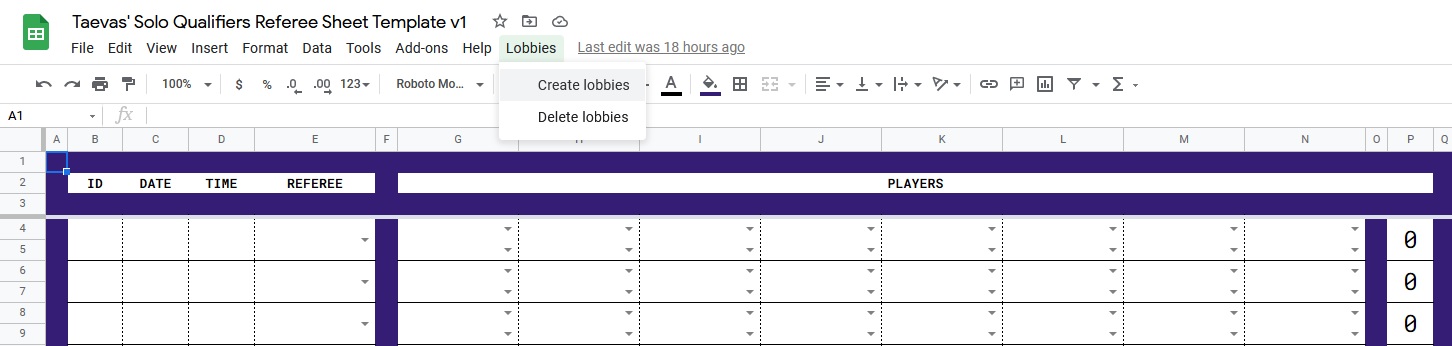 Taevas' Solo Qualifiers Referee Sheet Template v1
File Edit View Insert Format Data Tools Add-ons Help Lobbies Last edit was 18 hours ago
100% $ % .0 .00 123 Roboto Mo... A Σ
Create lobbies
Delete lobbies
A1 fx
A B C D E F G H I J K L M N O P Q
1
2 ID DATE TIME REFEREE PLAYERS
3
4
5 0
6
7 0
8
9 0